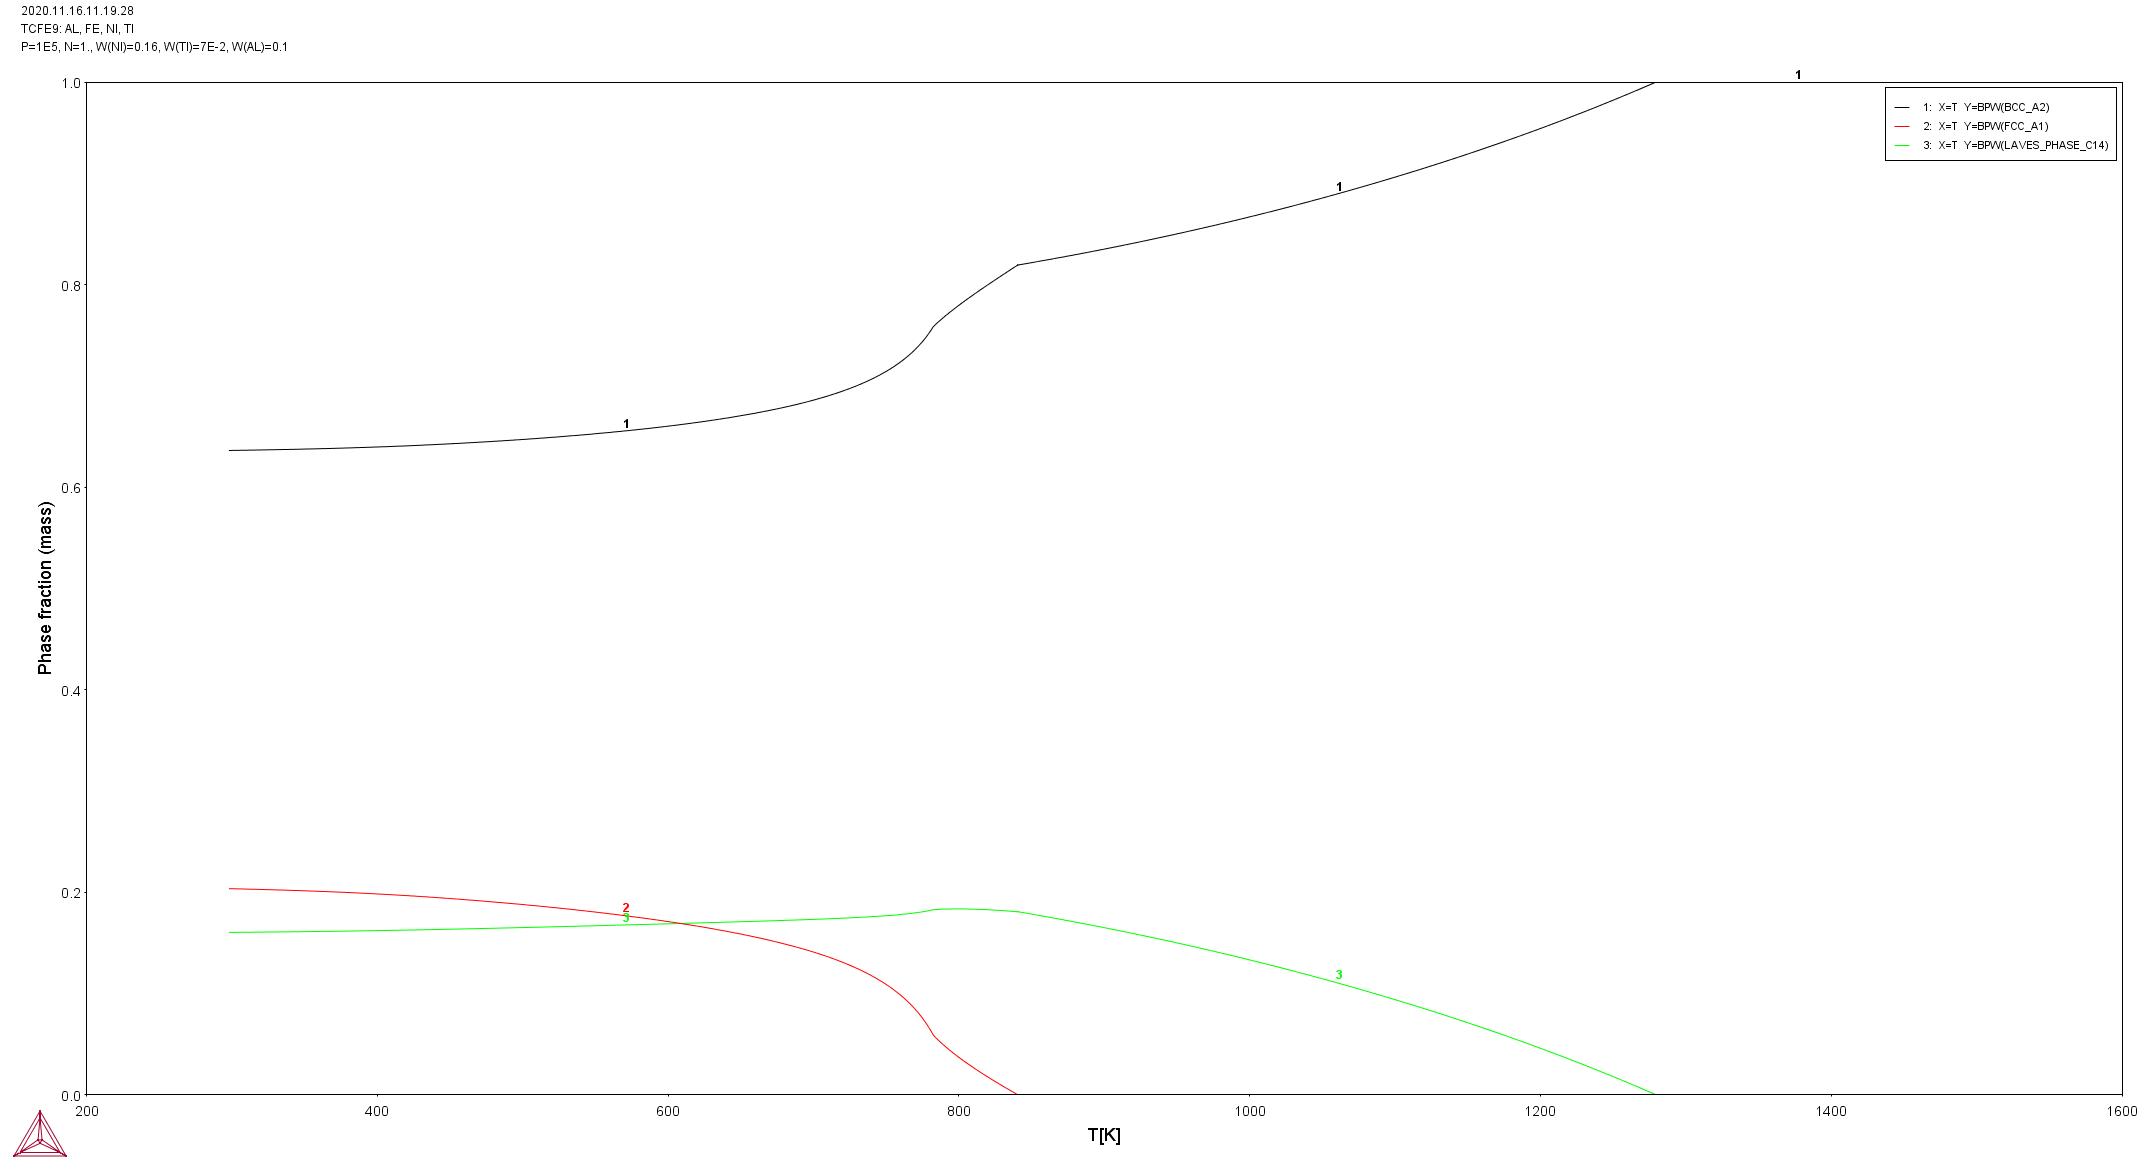 2020.11.16.11.19.28
TCFE9: AL, FE, NI, TI
P=1E5, N=1., W(NI)=0.16, W(TI)=7E-2, W(AL)=0.1
1
1.0
1: X=T Y=BPW(BCC_A2)
2: X=T Y=BPW(FCC_A1)
3: X=T Y=BPW(LAVES_PHASE_C14)
1
0.8
1
0.6
Phase fraction (mass)
0.4
0.2
2
3
3
0.0
200 400 600 800 1000 1200 1400 1600
T[K]